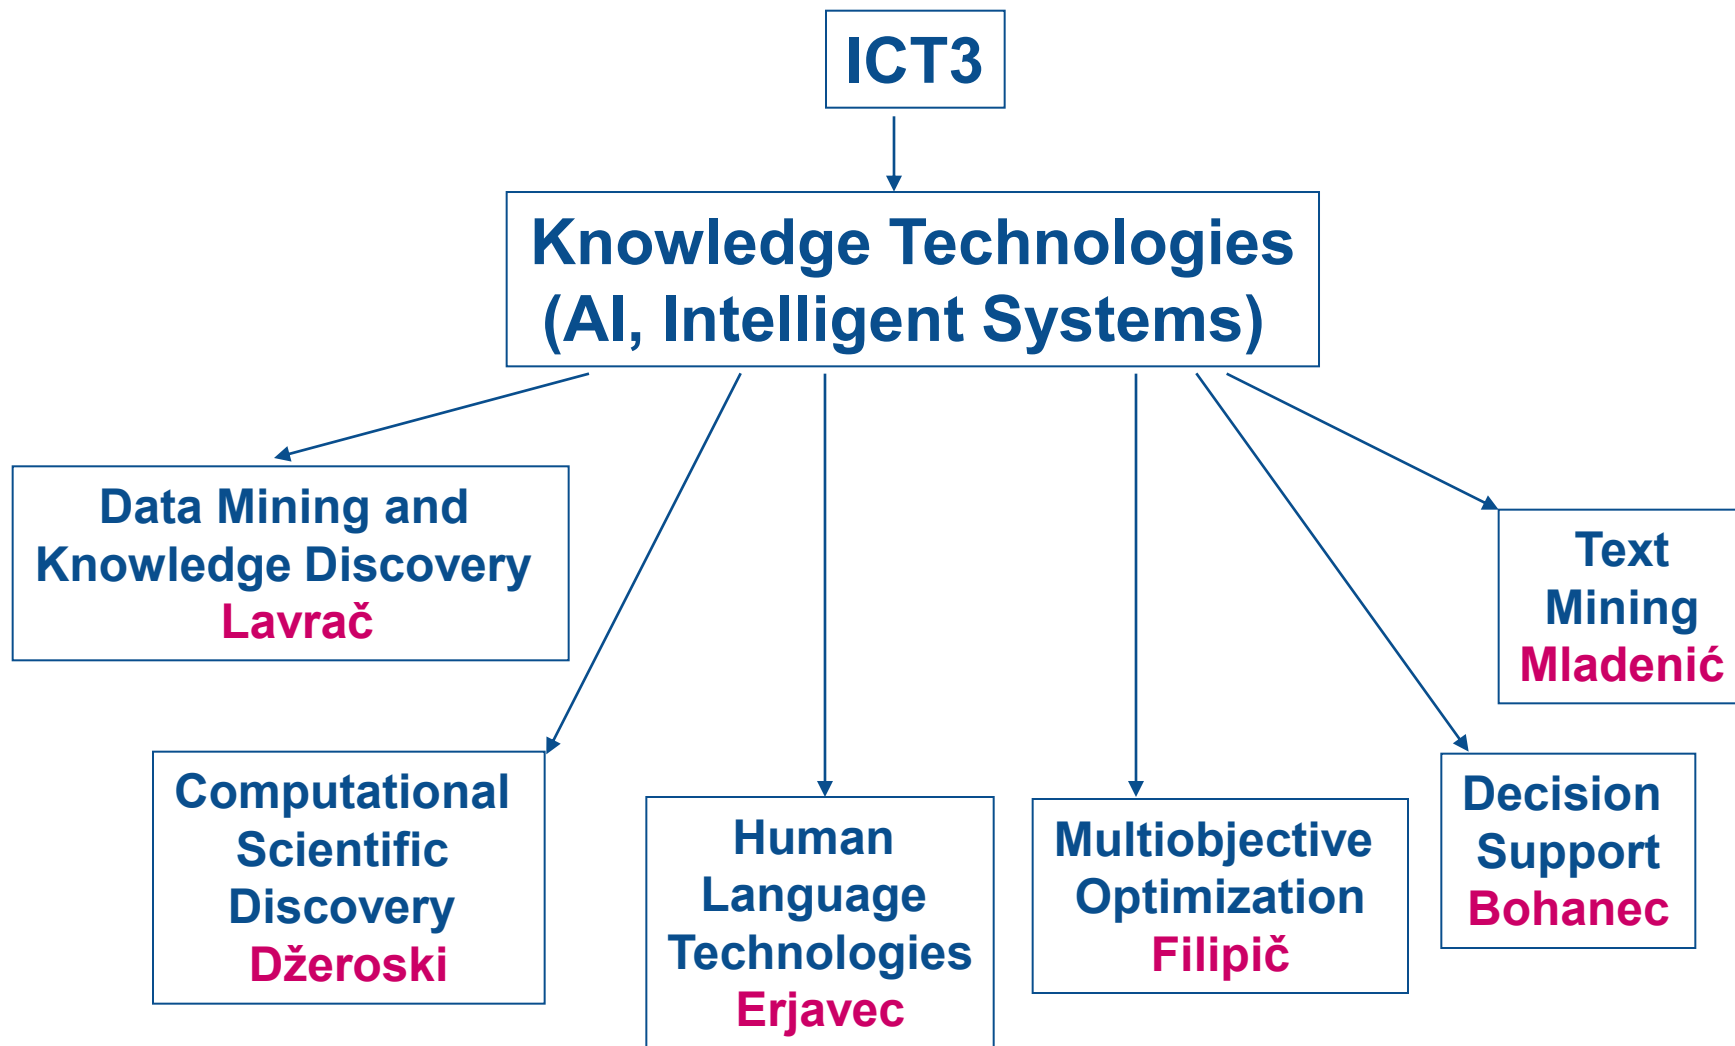 ICT3
Knowledge Technologies
(AI, Intelligent Systems)
Data Mining and
Knowledge Discovery
Lavrač
Text
Mining
Mladenić
Computational
Scientific
Discovery
Džeroski
Human
Language
Technologies
Erjavec
Multiobjective
Optimization
Filipič
Decision
Support
Bohanec